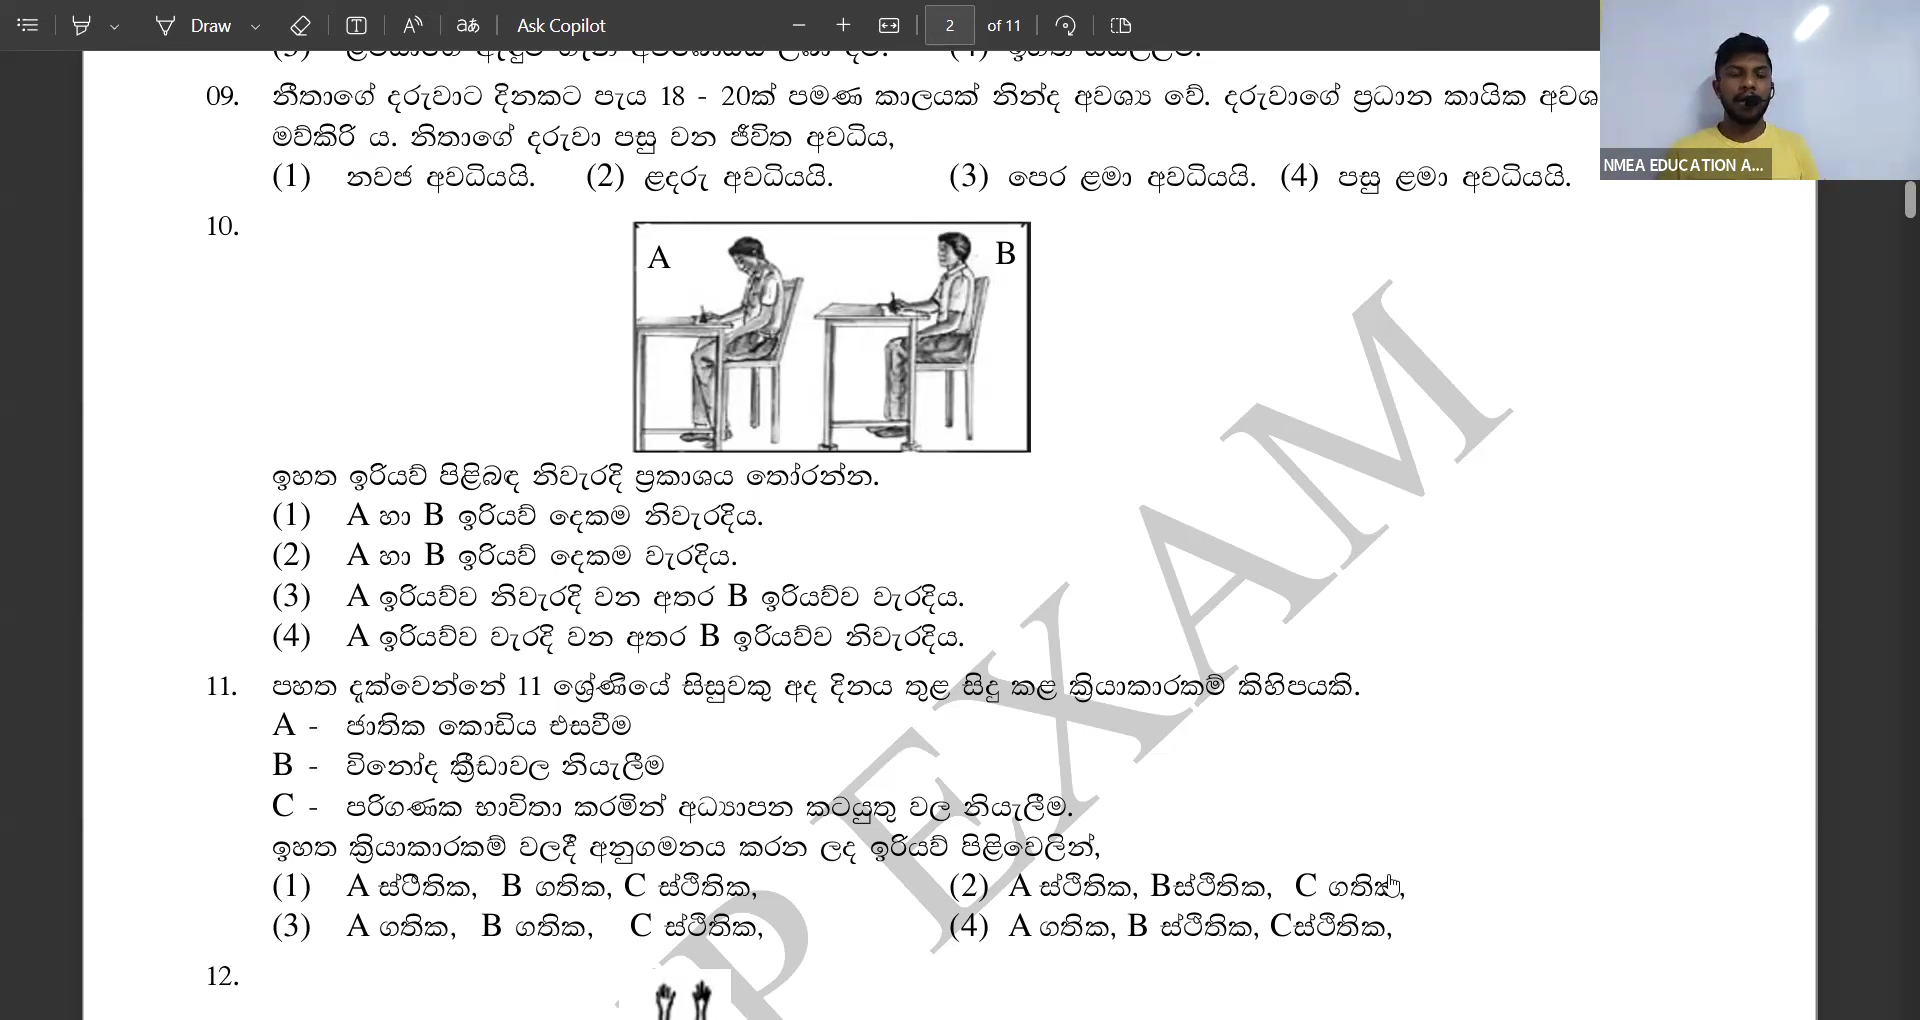 Draw
Ask Copilot
2 of 11
NMEA EDUCATION A...
09. නීතාගේ දරුවාට දිනකට පැය 18 - 20ක් පමණ කාලයක් නින්ද අවශ්‍ය වේ. දරුවාගේ ප්‍රධාන කායික
මව්කිරි ය. නිතාගේ දරුවා පසු වන ජීවිත අවධිය,
(1) නවජ අවධියයි. (2) ළදරු අවධියයි. (3) පෙර ළමා අවධියයි. (4) පසු ළමා අවධියයි.
10.
A B
ඉහත ඉරියව් පිළිබඳ නිවැරදි ප්‍රකාශය තෝරන්න.
(1) A හා B ඉරියව් දෙකම නිවැරදිය.
(2) A හා B ඉරියව් දෙකම වැරදිය.
(3) A ඉරියව්ව නිවැරදි වන අතර B ඉරියව්ව වැරදිය.
(4) A ඉරියව්ව වැරදි වන අතර B ඉරියව්ව නිවැරදිය.
11. පහත දැක්වෙන්නේ 11 ශ්‍රේණියේ සිසුවකු අද දිනය තුළ සිදු කළ ක්‍රියාකාරකම් කිහිපයකි.
A - ජාතික කොඩිය එසවීම
B - විනෝද ක්‍රීඩාවල නියැලීම
C - පරිගණක භාවිතා කරමින් අධ්‍යාපන කටයුතු වල නියැලීම.
ඉහත ක්‍රියාකාරකම් වලදී අනුගමනය කරන ලද ඉරියව් පිළිවෙලින්,
(1) A ස්ථිතික, B ගතික, C ස්ථිතික, (2) A ස්ථිතික, Bස්ථිතික, C ගතික,
(3) A ගතික, B ගතික, C ස්ථිතික, (4) A ගතික, B ස්ථිතික, Cස්ථිතික,
12.
P EXAM